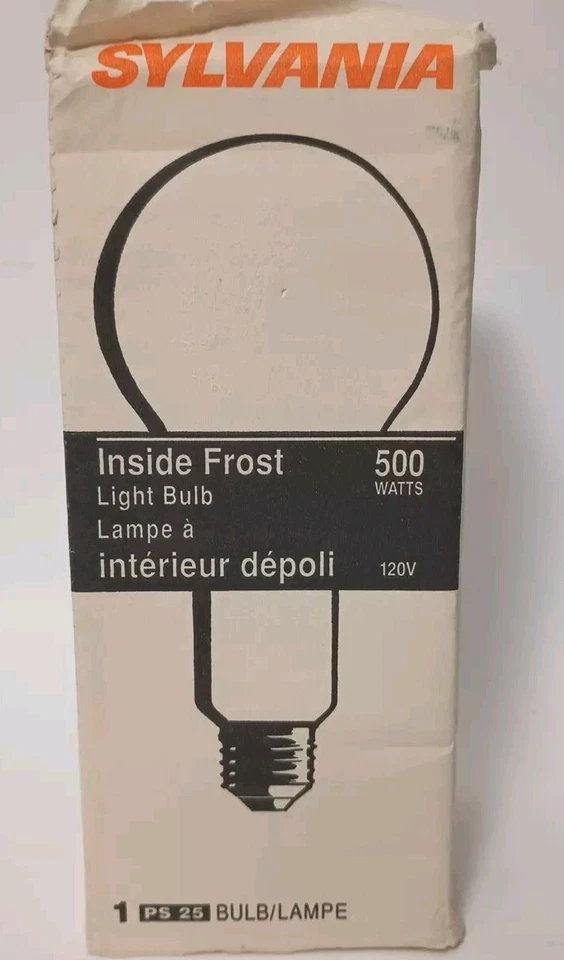 SYLVANIA
Inside Frost
500
Light Bulb
WATTS
Lampe à
intérieur dépoli
120V
1 PS 25 BULB/LAMPE